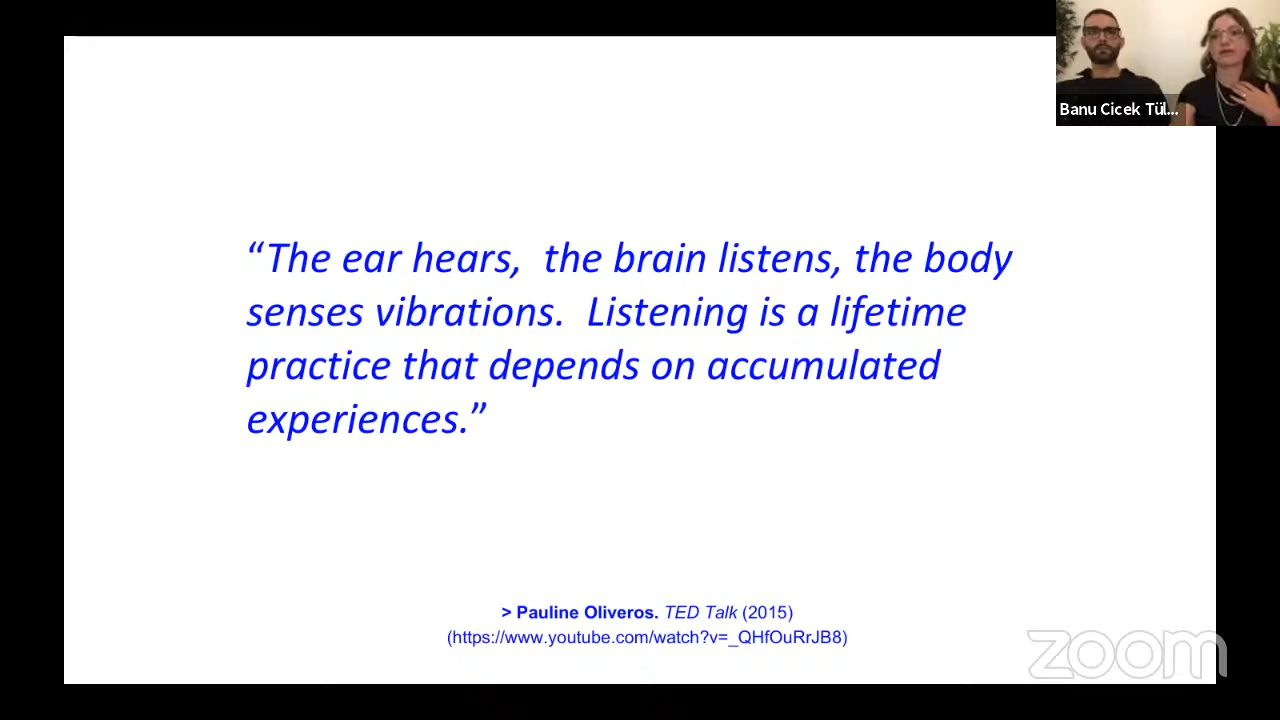 Banu Cicek Tül...
“The ear hears,  the brain listens, the body
senses vibrations.  Listening is a lifetime
practice that depends on accumulated
experiences.”
> Pauline Oliveros. TED Talk (2015)
(https://www.youtube.com/watch?v=_QHfOuRrJB8)
zoom